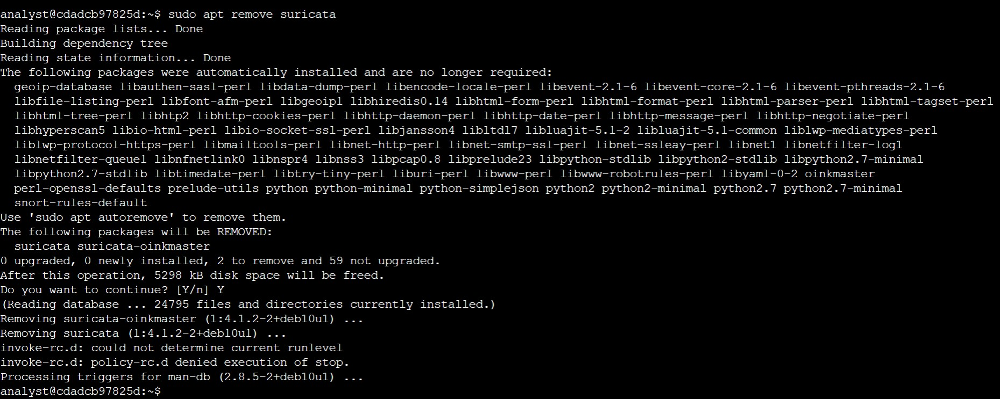 analyst@cdadcb97825d:~$ sudo apt remove suricata
Reading package lists... Done
Building dependency tree
Reading state information... Done
The following packages were automatically installed and are no longer required:
  geoip-database libauthen-sasl-perl libdata-dump-perl libencode-locale-perl libevent-2.1-6 libevent-core-2.1-6 libevent-pthreads-2.1-6
  libfile-listing-perl libfont-afm-perl libgeoip1 libhiredis0.14 libhtml-form-perl libhtml-format-perl libhtml-parser-perl libhtml-tagset-perl
  libhtml-tree-perl libhtp2 libhttp-cookies-perl libhttp-daemon-perl libhttp-date-perl libhttp-message-perl libhttp-negotiate-perl
  libhyperscan5 libio-html-perl libio-socket-ssl-perl libjansson4 libltdl7 libluajit-5.1-2 libluajit-5.1-common liblwp-mediatypes-perl
  liblwp-protocol-https-perl libmailtools-perl libnet-http-perl libnet-smtp-ssl-perl libnet-ssleay-perl libnet1 libnetfilter-log1
  libnetfilter-queue1 libnfnetlink0 libnspr4 libnss3 libpcap0.8 libprelude23 libpython-stdlib libpython2-stdlib libpython2.7-minimal
  libpython2.7-stdlib libtimedate-perl libtry-tiny-perl liburi-perl libwww-perl libwww-robotrules-perl libyaml-0-2 oinkmaster
  perl-openssl-defaults prelude-utils python python-minimal python-simplejson python2 python2-minimal python2.7 python2.7-minimal
  snort-rules-default
Use 'sudo apt autoremove' to remove them.
The following packages will be REMOVED:
  suricata suricata-oinkmaster
0 upgraded, 0 newly installed, 2 to remove and 59 not upgraded.
After this operation, 5298 kB disk space will be freed.
Do you want to continue? [Y/n] Y
(Reading database ... 24795 files and directories currently installed.)
Removing suricata-oinkmaster (1:4.1.2-2+deb10u1) ...
Removing suricata (1:4.1.2-2+deb10u1) ...
invoke-rc.d: could not determine current runlevel
invoke-rc.d: policy-rc.d denied execution of stop.
Processing triggers for man-db (2.8.5-2+deb10u1) ...
analyst@cdadcb97825d:~$